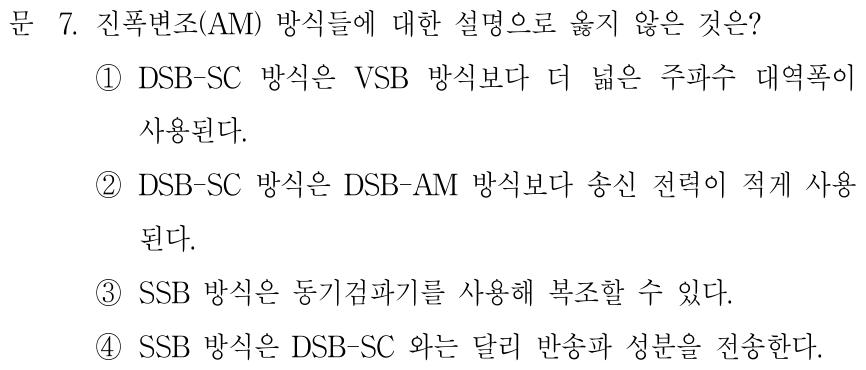 문 7. 진폭변조(AM) 방식들에 대한 설명으로 옳지 않은 것은?
① DSB-SC 방식은 VSB 방식보다 더 넓은 주파수 대역폭이
사용된다.
② DSB-SC 방식은 DSB-AM 방식보다 송신 전력이 적게 사용
된다.
③ SSB 방식은 동기검파기를 사용해 복조할 수 있다.
④ SSB 방식은 DSB-SC 와는 달리 반송파 성분을 전송한다.